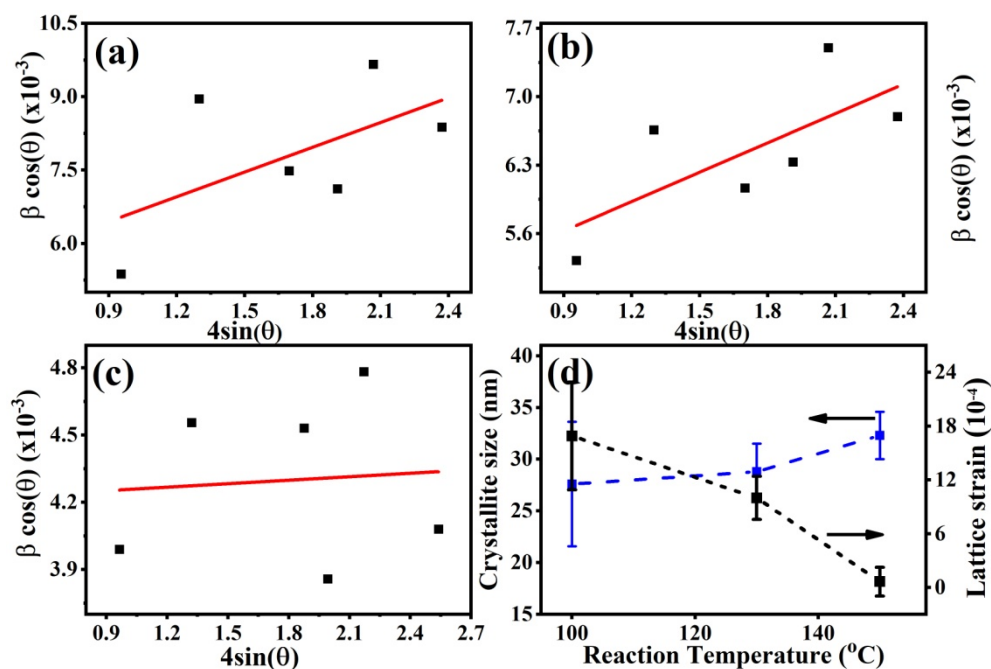 (a)
10.5
9.0
7.5
6.0
β cos(θ) (x10-3)
0.9 1.2 1.5 1.8 2.1 2.4
4sin(θ)
(b)
7.7
7.0
6.3
5.6
β cos(θ) (x10-3)
0.9 1.2 1.5 1.8 2.1 2.4
4sin(θ)
(c)
4.8
4.5
4.2
3.9
β cos(θ) (x10-3)
0.9 1.2 1.5 1.8 2.1 2.4 2.7
4sin(θ)
(d)
40
35
30
25
20
15
Crystallite size (nm)
24
18
12
6
0
Lattice strain (10-4)
100 120 140
Reaction Temperature (oC)